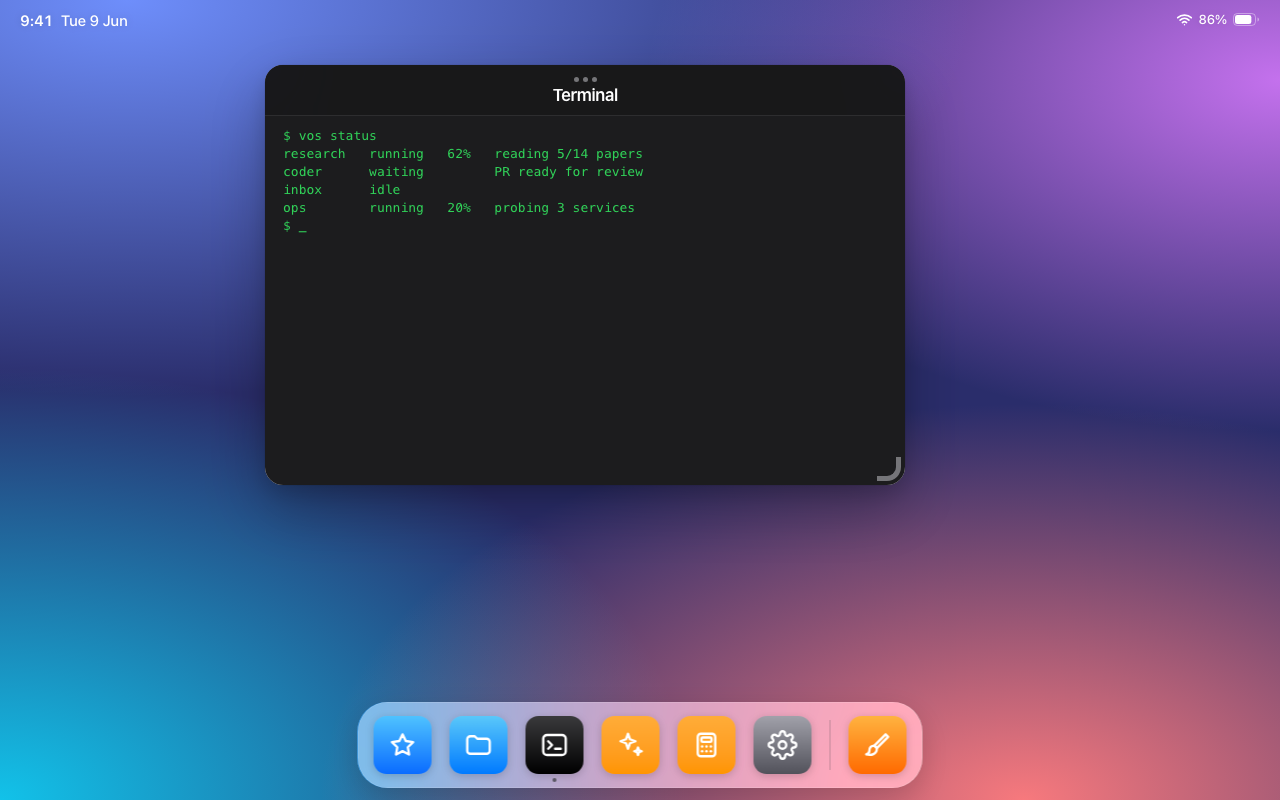 9:41 Tue 9 Jun
86%
Terminal
$ vos status
research   running   62%   reading 5/14 papers
coder      waiting         PR ready for review
inbox      idle
ops        running   20%   probing 3 services
$ _